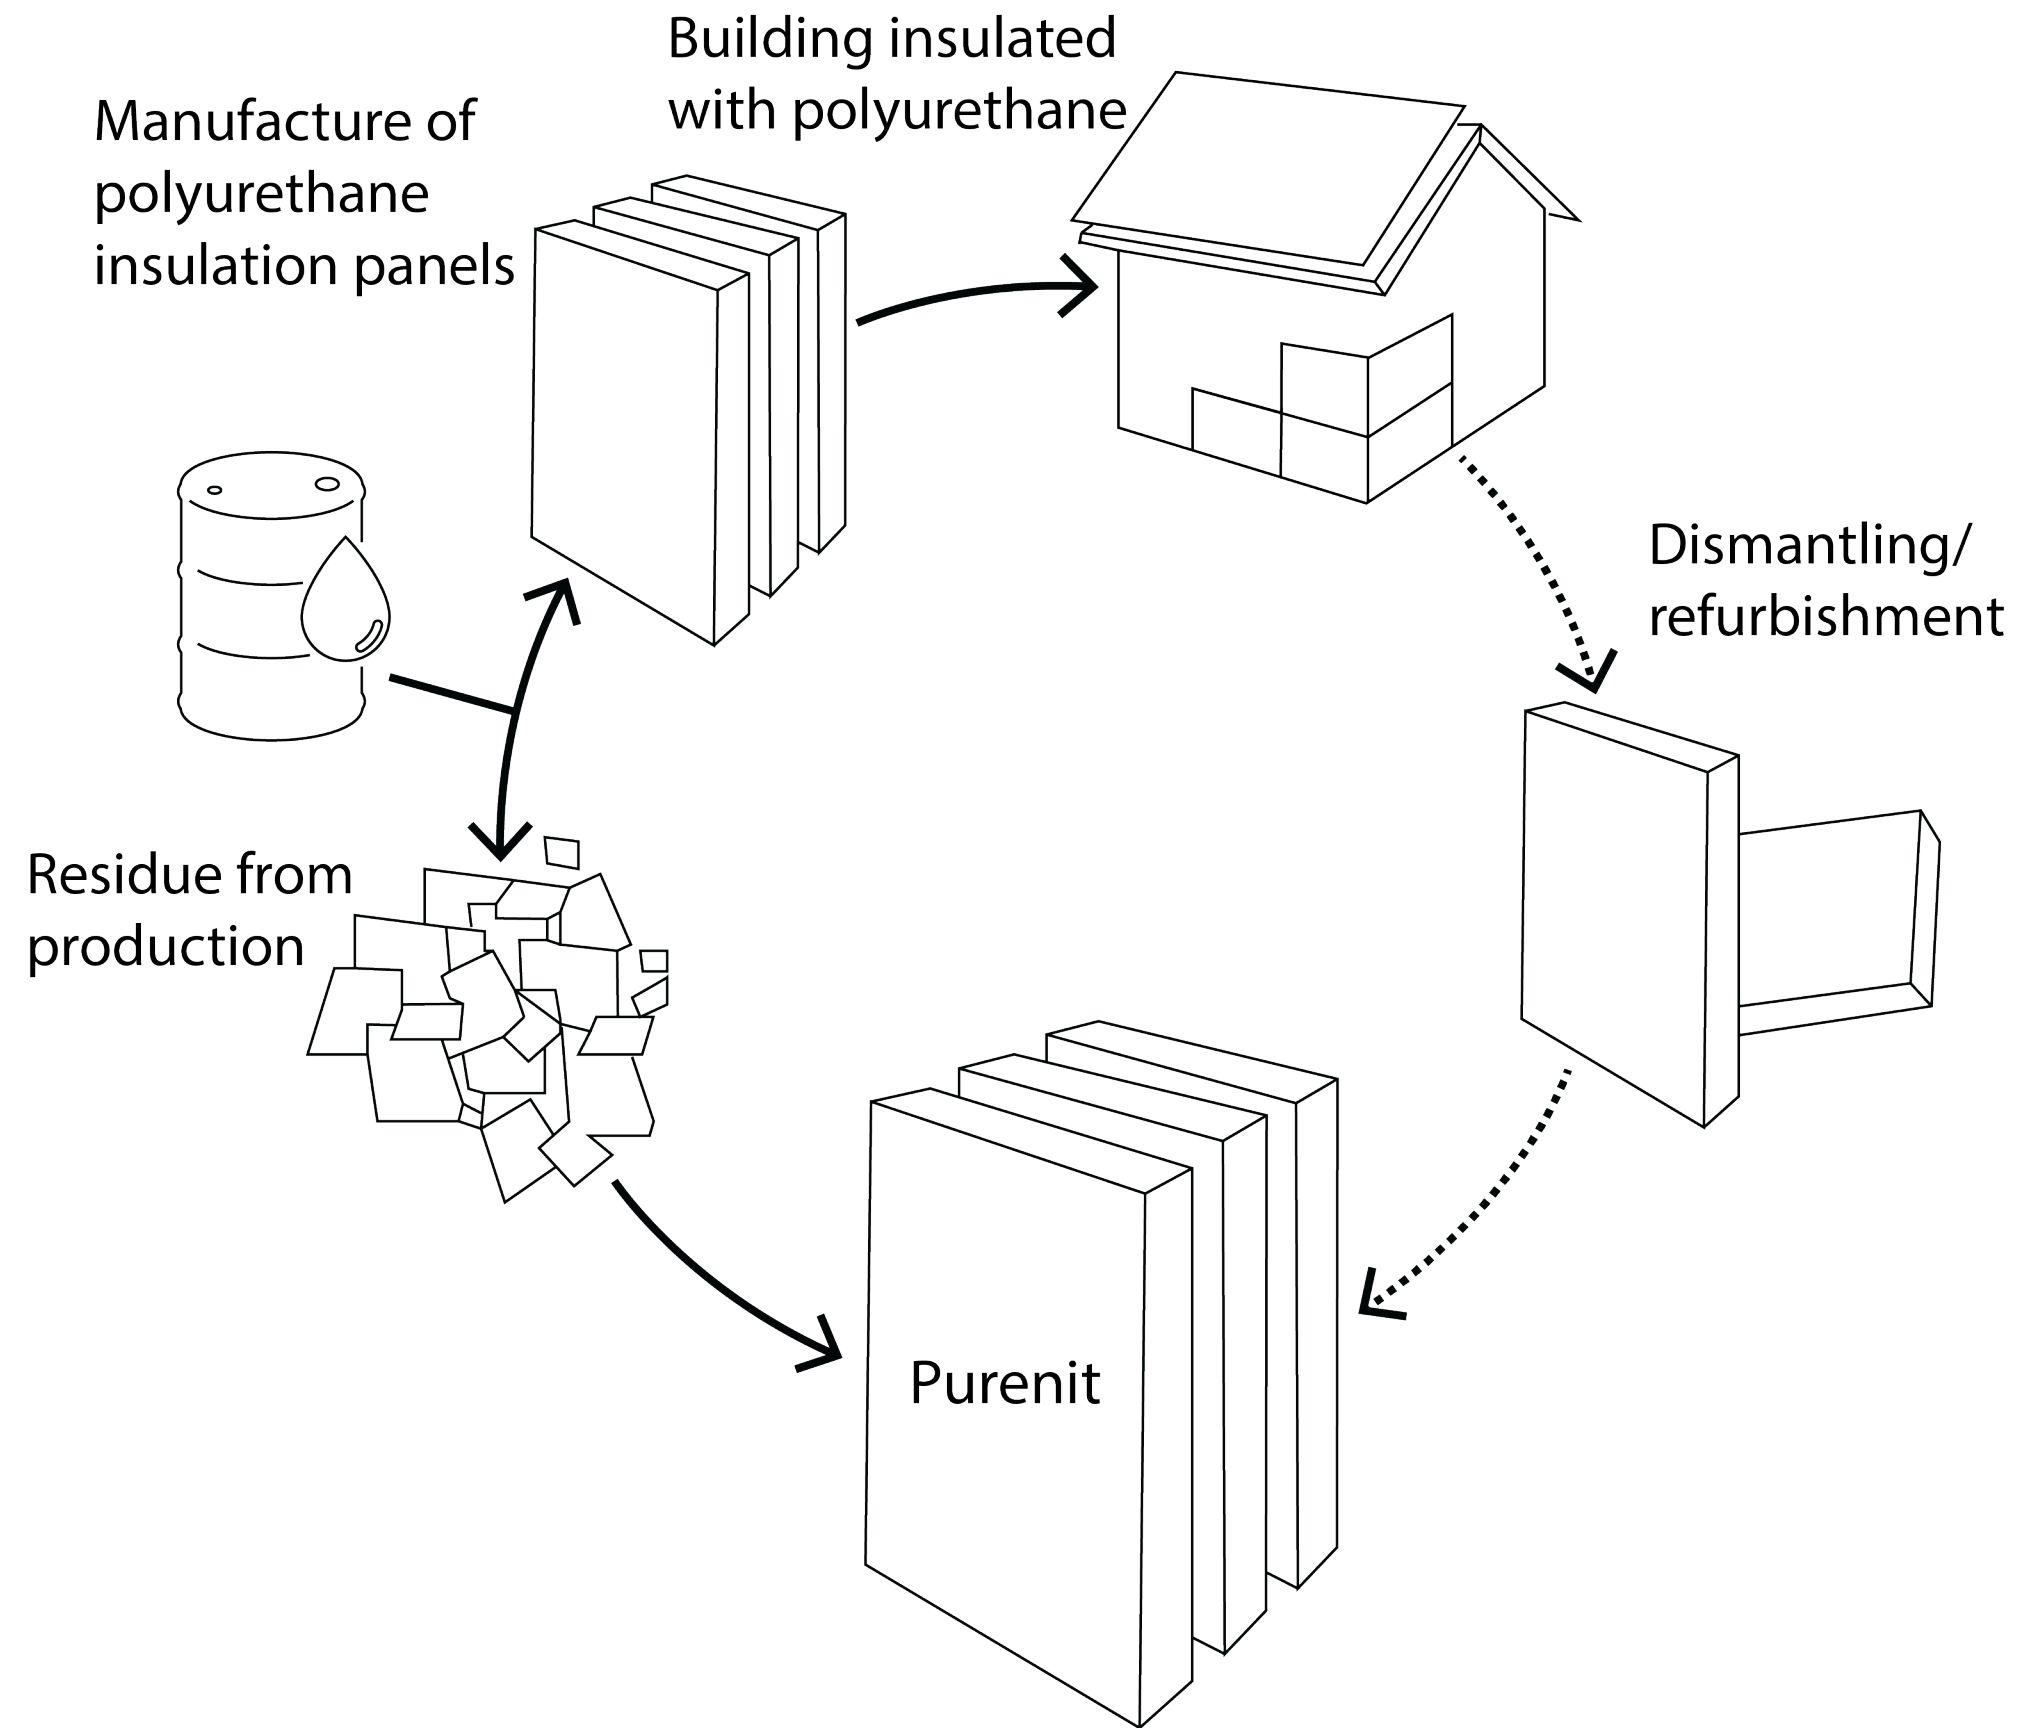 Building insulated
with polyurethane
Manufacture of
polyurethane
insulation panels
Dismantling/
refurbishment
Residue from
production
Purenit